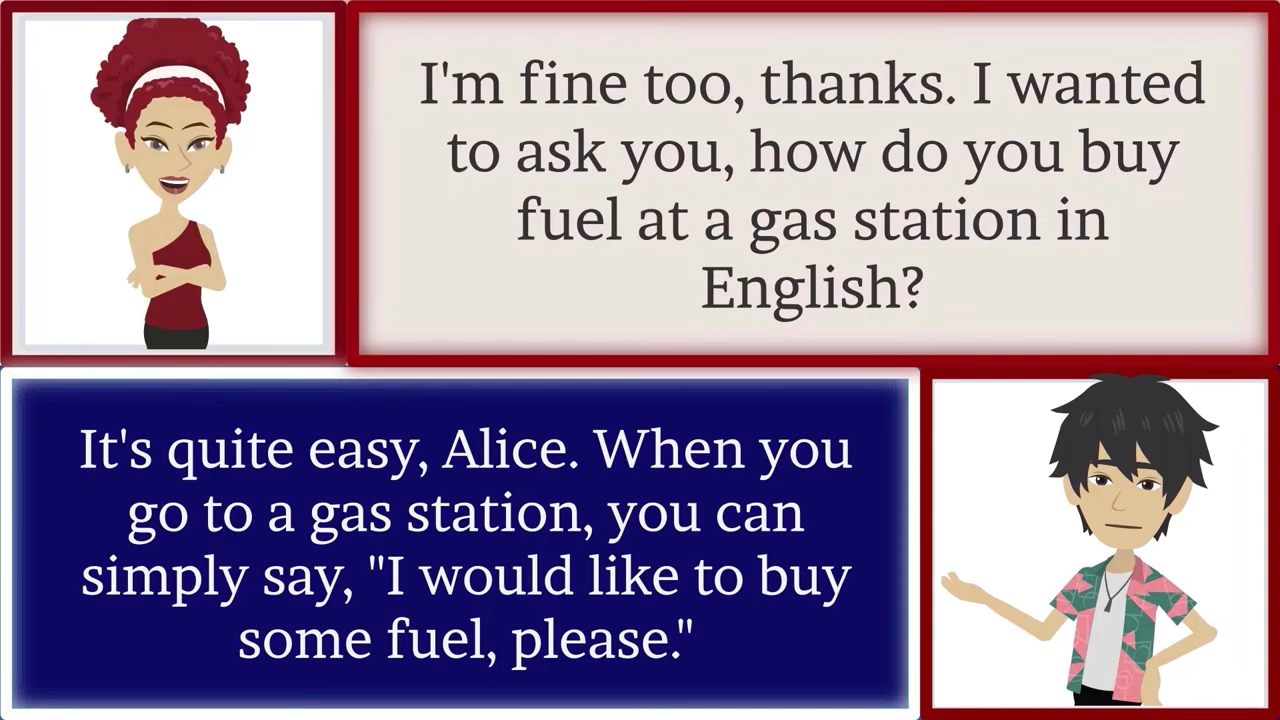 I'm fine too, thanks. I wanted
to ask you, how do you buy
fuel at a gas station in
English?
It's quite easy, Alice. When you
go to a gas station, you can
simply say, "I would like to buy
some fuel, please."